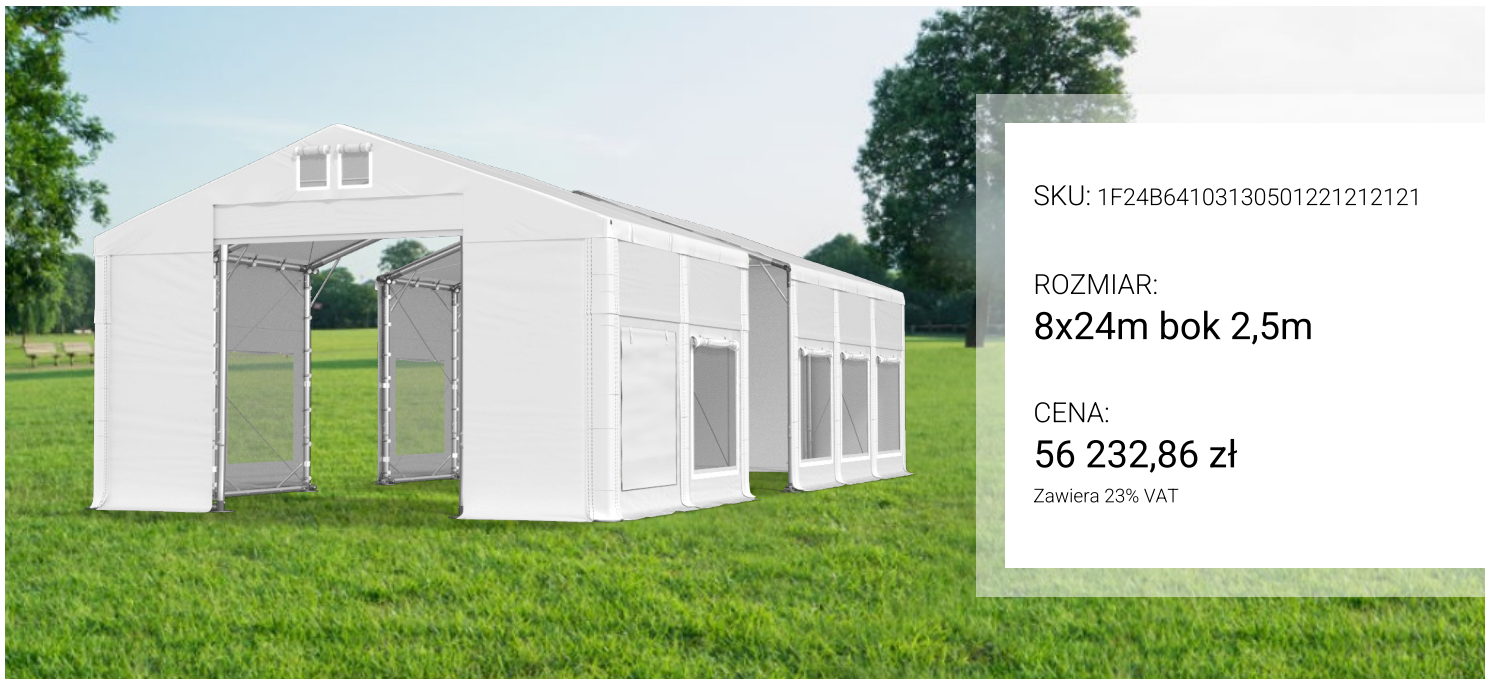 SKU: 1F24B64103130501221212121
ROZMIAR:
8x24m bok 2,5m
CENA:
56 232,86 zł
Zawiera 23% VAT